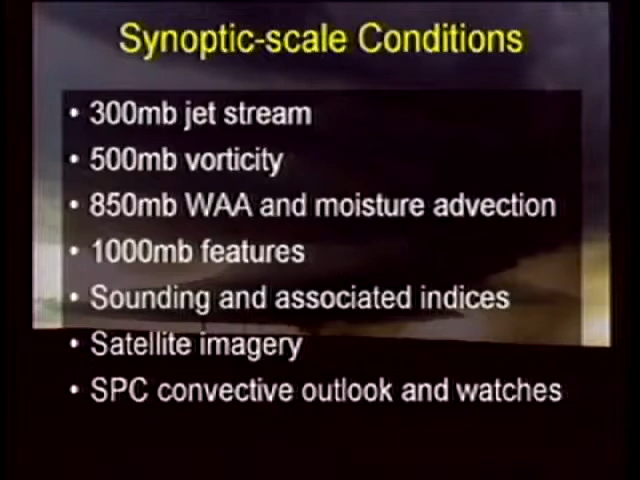 Synoptic-scale Conditions
• 300mb jet stream
• 500mb vorticity
• 850mb WAA and moisture advection
• 1000mb features
• Sounding and associated indices
• Satellite imagery
• SPC convective outlook and watches